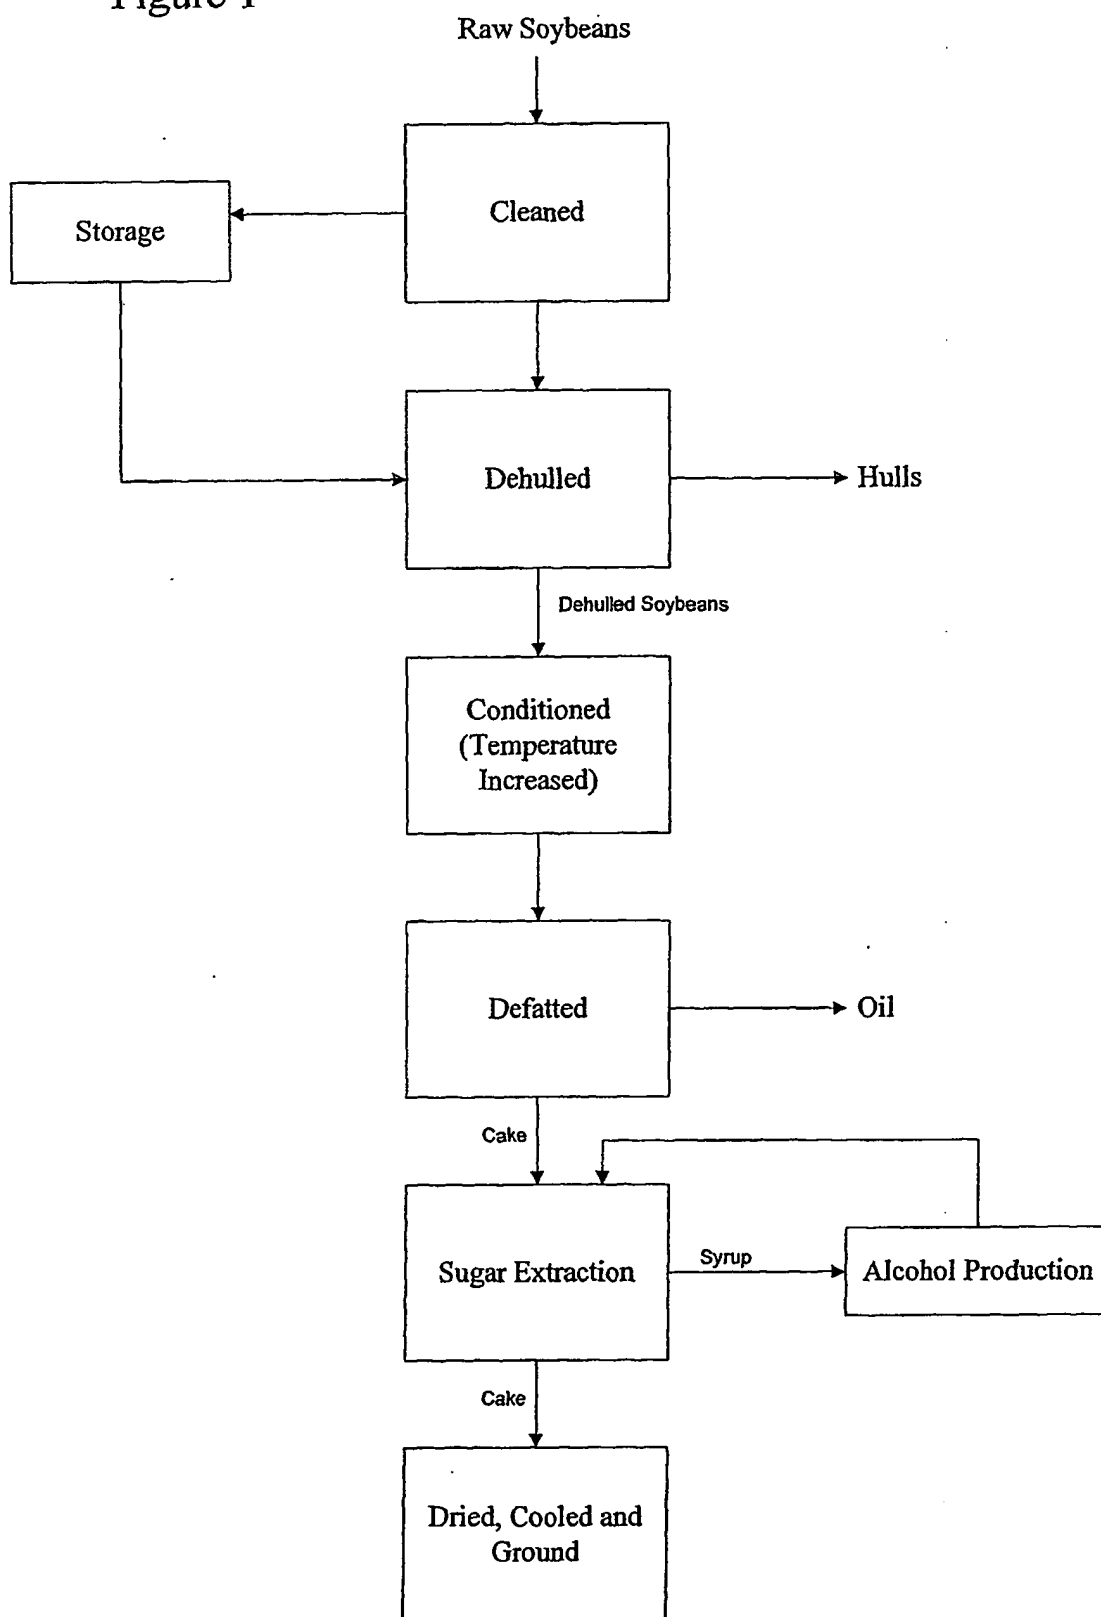 Figure 1
Raw Soybeans
Cleaned
Storage
Dehulled
Hulls
Dehulled Soybeans
Conditioned
(Temperature
Increased)
Defatted
Oil
Cake
Sugar Extraction
Syrup
Alcohol Production
Cake
Dried, Cooled and
Ground